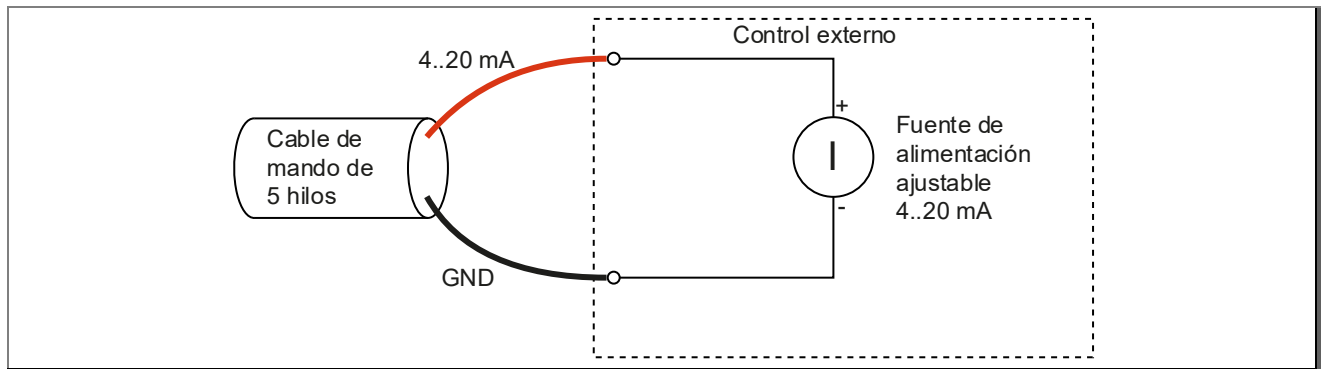 Control externo
4..20 mA
+
Cable de
mando de
5 hilos
I
Fuente de
alimentación
ajustable
4..20 mA
-
GND